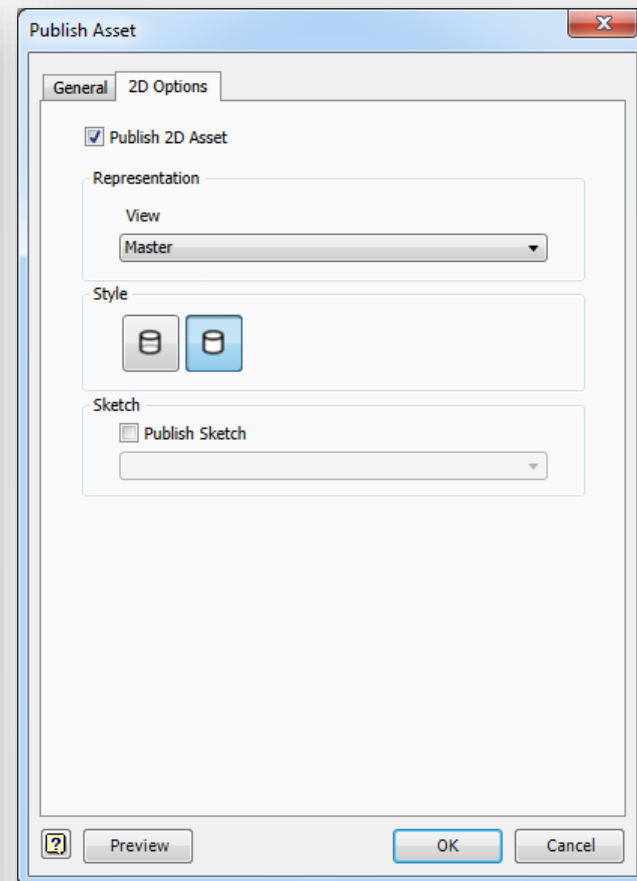 Publish Asset
General
2D Options
Publish 2D Asset
Representation
View
Master
Style
Sketch
Publish Sketch
?
Preview
OK
Cancel